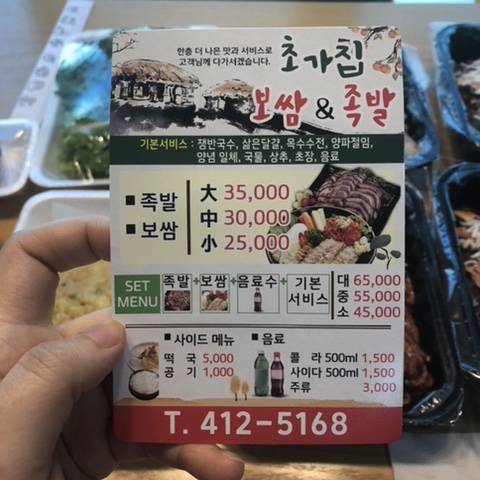 한층 더 나은 맛과 서비스로
고객님께 다가서겠습니다.
초가집
보쌈 & 족발
기본서비스 : 쟁반국수, 삶은달걀, 옥수수전, 양파절임,
양념 일체, 국물, 상추, 초장, 음료
■ 족발
■ 보쌈
大 35,000
中 30,000
小 25,000
SET
MENU
족발 + 보쌈 + 음료수 + 기본
서비스
대 65,000
중 55,000
소 45,000
■ 사이드 메뉴
떡 국 5,000
공 기 1,000
■ 음료
콜 라 500ml 1,500
사이다 500ml 1,500
주류 3,000
T. 412-5168